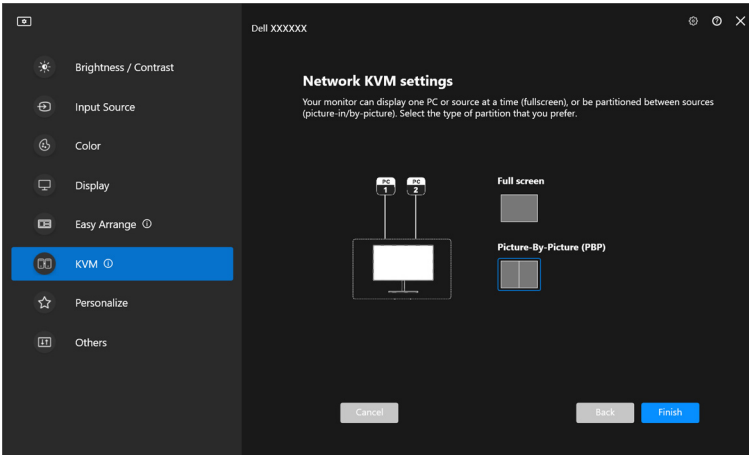 Dell XXXXXX
Brightness / Contrast
Input Source
Color
Display
Easy Arrange
KVM
Personalize
Others
Network KVM settings
Your monitor can display one PC or source at a time (fullscreen), or be partitioned between sources
(picture-in/by-picture). Select the type of partition that you prefer.
PC PC
1 2
Full screen
Picture-By-Picture (PBP)
Cancel
Back
Finish